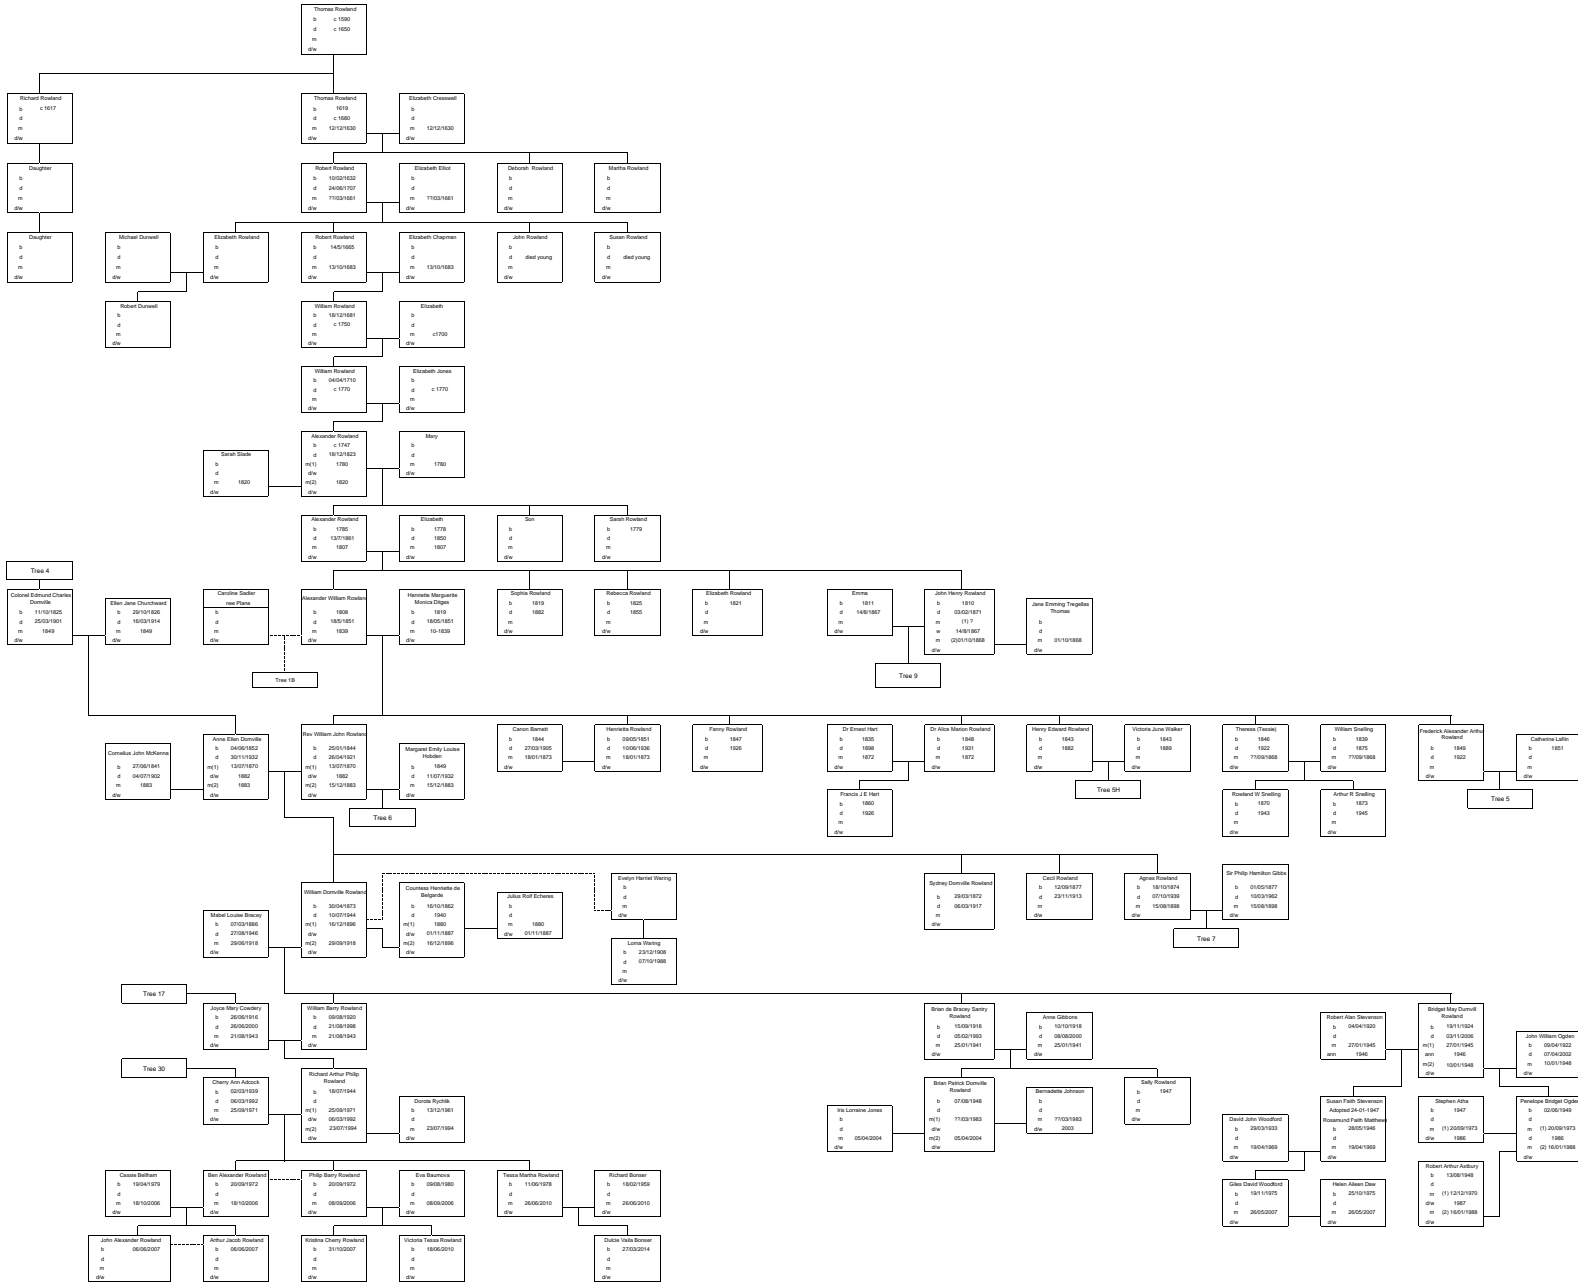 Thomas Rowland
b c 1590
d c 1650
m
d/w
Richard Rowland
b c 1617
d
m
d/w
Thomas Rowland
b 1619
d c 1680
m 12/12/1630
d/w
Elizabeth Cresswell
b
d
m 12/12/1630
d/w
Daughter
b
d
m
d/w
Robert Rowland
b 10/02/1632
d 24/06/1707
m ??/03/1661
d/w
Elizabeth Elliot
b
d
m ??/03/1661
d/w
Deborah Rowland
b
d
m
d/w
Martha Rowland
b
d
m
d/w
Daughter
b
d
m
d/w
Michael Dunwell
b
d
m
d/w
Elizabeth Rowland
b
d
m
d/w
Robert Rowland
b 14/5/1665
d
m 13/10/1683
d/w
Elizabeth Chapman
b
d
m 13/10/1683
d/w
John Rowland
b
d died young
m
d/w
Susan Rowland
b
d died young
m
d/w
Robert Dunwell
b
d
m
d/w
William Rowland
b 18/12/1681
d c 1750
m
d/w
Elizabeth
b
d
m c1700
d/w
William Rowland
b 04/04/1710
d c 1770
m
d/w
Elizabeth Jones
b
d c 1770
m
d/w
Sarah Slade
b
d
m 1820
d/w
Alexander Rowland
b c 1747
d 18/12/1823
m(1) 1780
d/w
m(2) 1820
d/w
Mary
b
d
m 1780
d/w
Alexander Rowland
b 1785
d 13/7/1861
m 1807
d/w
Elizabeth
b 1778
d 1850
m 1807
d/w
Son
b
d
m
d/w
Sarah Rowland
b 1779
d
m
d/w
Tree 4
Colonel Edmund Charles
Domville
b 11/10/1825
d 25/03/1901
m 1849
d/w
Ellen Jane Churchward
b 29/10/1826
d 16/03/1914
m 1849
d/w
Caroline Sadler
nee Plane
b
d
m
d/w
Alexander William Rowland
b 1808
d 18/5/1851
m 1839
d/w
Henriette Marguerite
Monica Dilges
b 1819
d 18/05/1851
m 10-1839
d/w
Sophia Rowland
b 1819
d 1882
m
d/w
Rebecca Rowland
b 1825
d 1855
m
d/w
Elizabeth Rowland
b 1821
d
m
d/w
Emma
b 1811
d 14/8/1867
m
d/w
John Henry Rowland
b 1810
d 03/02/1871
m (1) ?
w 14/8/1867
m (2)01/10/1868
d/w
Jane Emming Tregellas
Thomas
b
d
m 01/10/1868
d/w
Tree 1B
Tree 9
Cornelius John McKenna
b 27/06/1841
d 04/07/1902
m 1883
d/w
Anne Ellen Domville
b 04/06/1852
d 30/11/1932
m(1) 13/07/1870
d/w 1882
m(2) 1883
d/w
Rev William John Rowland
b 25/01/1844
d 26/04/1921
m(1) 13/07/1870
d/w 1882
m(2) 15/12/1883
d/w
Margaret Emily Louise
Hobden
b 1849
d 11/07/1932
m 15/12/1883
d/w
Canon Barnett
b 1844
d 27/03/1905
m 18/01/1873
d/w
Henrietta Rowland
b 09/05/1851
d 10/06/1936
m 18/01/1873
d/w
Fanny Rowland
b 1847
d 1926
m
d/w
Dr Ernest Hart
b 1835
d 1898
m 1872
d/w
Dr Alice Marion Rowland
b 1848
d 1931
m 1872
d/w
Henry Edward Rowland
b 1843
d 1882
m
d/w
Victoria June Walker
b 1843
d 1889
m
d/w
Theresa (Tessie)
b 1846
d 1922
m ??/09/1868
d/w
William Snelling
b 1839
d 1875
m ??/09/1868
d/w
Frederick Alexander Arthur
Rowland
b 1849
d 1922
m
d/w
Catherine Laflin
b 1851
d
m
d/w
Tree 6
Francis J E Hart
b 1860
d 1926
m
d/w
Tree 5H
Rowland W Snelling
b 1870
d 1943
m
d/w
Arthur R Snelling
b 1873
d 1945
m
d/w
Tree 5
Mabel Louise Bracey
b 07/03/1886
d 27/08/1946
m 29/06/1918
d/w
William Domville Rowland
b 30/04/1873
d 10/07/1944
m(1) 16/12/1896
d/w
m(2) 29/09/1918
d/w
Countess Henriette de
Belgarde
b 16/10/1862
d 1940
m(1) 1880
d/w 01/11/1887
m(2) 16/12/1896
d/w
Julius Rolf Echeres
b
d
m 1880
d/w 01/11/1887
Evelyn Harriet Waring
b
d
m
d/w
Lorna Waring
b 23/12/1908
d 07/10/1988
m
d/w
Sydney Domville Rowland
b 29/03/1872
d 06/03/1917
m
d/w
Cecil Rowland
b 12/09/1877
d 23/11/1913
m
d/w
Agnes Rowland
b 18/10/1874
d 07/10/1939
m 15/08/1898
d/w
Sir Philip Hamilton Gibbs
b 01/05/1877
d 10/03/1962
m 15/08/1898
d/w
Tree 7
Tree 17
Joyce Mary Cowdery
b 26/06/1916
d 26/06/2000
m 21/08/1943
d/w
William Barry Rowland
b 09/08/1920
d 21/08/1998
m 21/08/1943
d/w
Brian de Bracey Santry
Rowland
b 15/09/1918
d 05/02/1993
m 25/01/1941
d/w
Anne Gibbons
b 10/10/1918
d 08/08/2000
m 25/01/1941
d/w
Robert Alan Stevenson
b 04/04/1920
d
m 27/01/1945
ann 1946
Bridget May Dumvill
Rowland
b 19/11/1924
d 03/11/2006
m(1) 27/01/1945
ann 1946
m(2) 10/01/1948
d/w
John William Ogden
b 09/04/1922
d 07/04/2002
m 10/01/1948
d/w
Tree 30
Cherry Ann Adcock
b 02/03/1939
d 06/03/1992
m 25/09/1971
d/w
Richard Arthur Philip
Rowland
b 18/07/1944
d
m(1) 25/09/1971
d/w 06/03/1992
m(2) 23/07/1994
d/w
Dorota Rychlik
b 13/12/1961
d
m 23/07/1994
d/w
Iris Lorraine Jones
b
d
m 05/04/2004
d/w
Brian Patrick Domville
Rowland
b 07/08/1948
d
m(1) ??/03/1983
d/w
m(2) 05/04/2004
d/w
Bernadette Johnson
b
d
m ??/03/1983
d/w 2003
Sally Rowland
b 1947
d
m
d/w
David John Woodford
b 29/03/1933
d
m 19/04/1969
d/w
Susan Faith Stevenson
Adopted 24-01-1947
Rosamund Faith Matthews
b 28/05/1946
d
m 19/04/1969
d/w
Stephen Atha
b 1947
d
m (1) 20/09/1973
d/w 1986
Penelope Bridget Ogden
b 02/06/1949
d
m (1) 20/09/1973
d 1986
m (2) 16/01/1988
d/w
Cassie Bellham
b 19/04/1979
d
m 18/10/2006
d/w
Ben Alexander Rowland
b 20/09/1972
d
m 18/10/2006
d/w
Philip Barry Rowland
b 20/09/1972
d
m 08/09/2006
d/w
Eva Baumova
b 09/08/1980
d
m 08/09/2006
d/w
Tessa Martha Rowland
b 11/06/1978
d
m 26/06/2010
d/w
Richard Bonser
b 18/02/1959
d
m 26/06/2010
d/w
Giles David Woodford
b 19/11/1975
d
m 26/05/2007
d/w
Helen Aileen Daw
b 25/10/1975
d
m 26/05/2007
d/w
Robert Arthur Astbury
b 13/08/1948
d
m (1) 12/12/1970
d/w 1987
m (2) 16/01/1988
d/w
John Alexander Rowland
b 06/06/2007
d
m
d/w
Arthur Jacob Rowland
b 06/06/2007
d
m
d/w
Kristina Cherry Rowland
b 31/10/2007
d
m
d/w
Victoria Tessa Rowland
b 18/06/2010
d
m
d/w
Dulcie Valla Bonser
b 27/03/2014
d
m
d/w